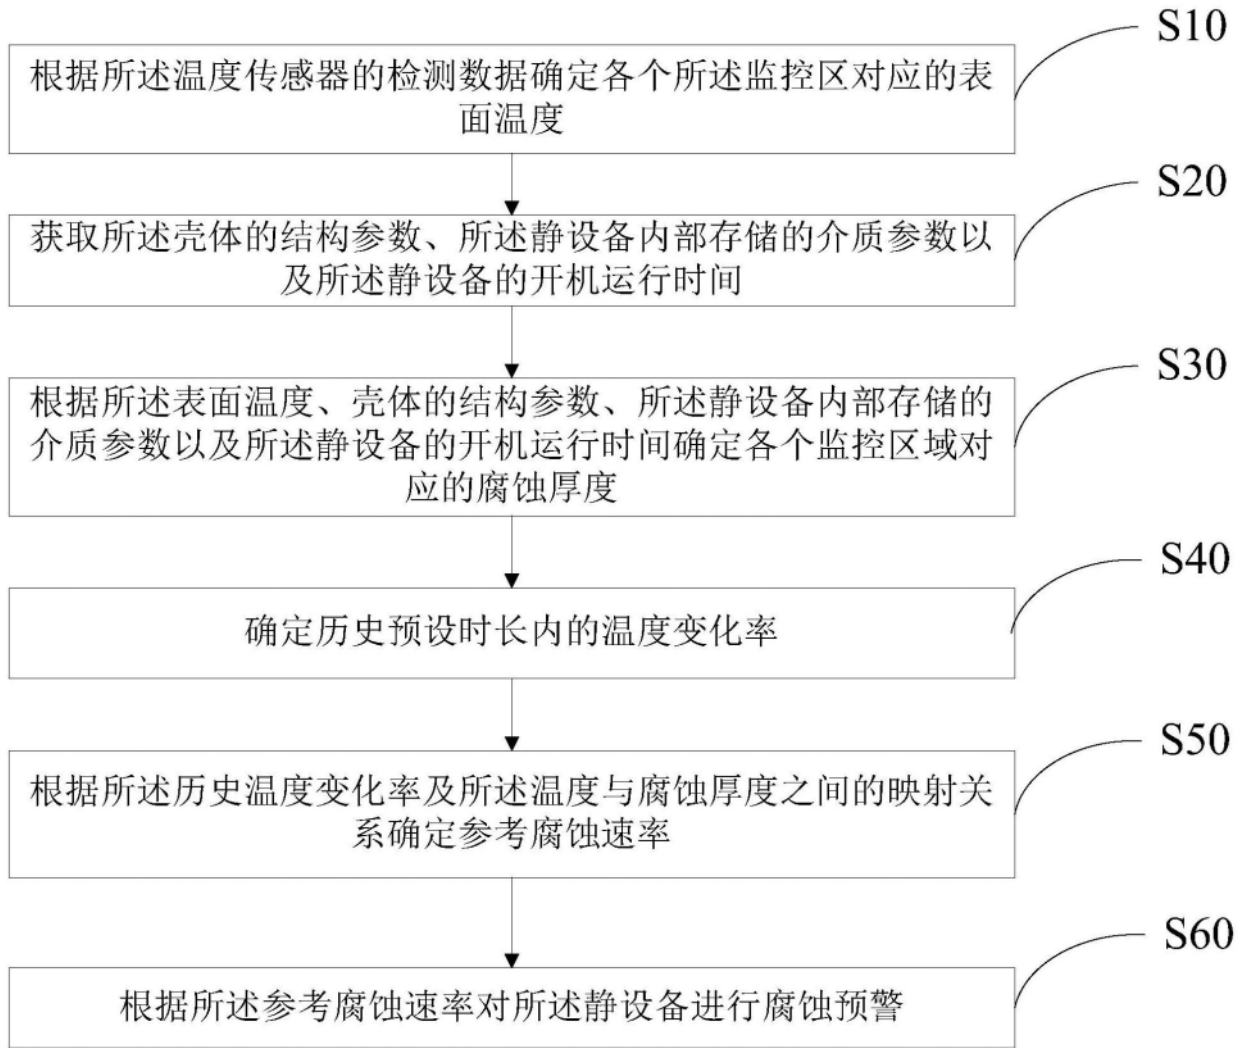 S10
根据所述温度传感器的检测数据确定各个所述监控区对应的表
面温度
S20
获取所述壳体的结构参数、所述静设备内部存储的介质参数以
及所述静设备的开机运行时间
S30
根据所述表面温度、壳体的结构参数、所述静设备内部存储的
介质参数以及所述静设备的开机运行时间确定各个监控区域对
应的腐蚀厚度
S40
确定历史预设时长内的温度变化率
S50
根据所述历史温度变化率及所述温度与腐蚀厚度之间的映射关
系确定参考腐蚀速率
S60
根据所述参考腐蚀速率对所述静设备进行腐蚀预警